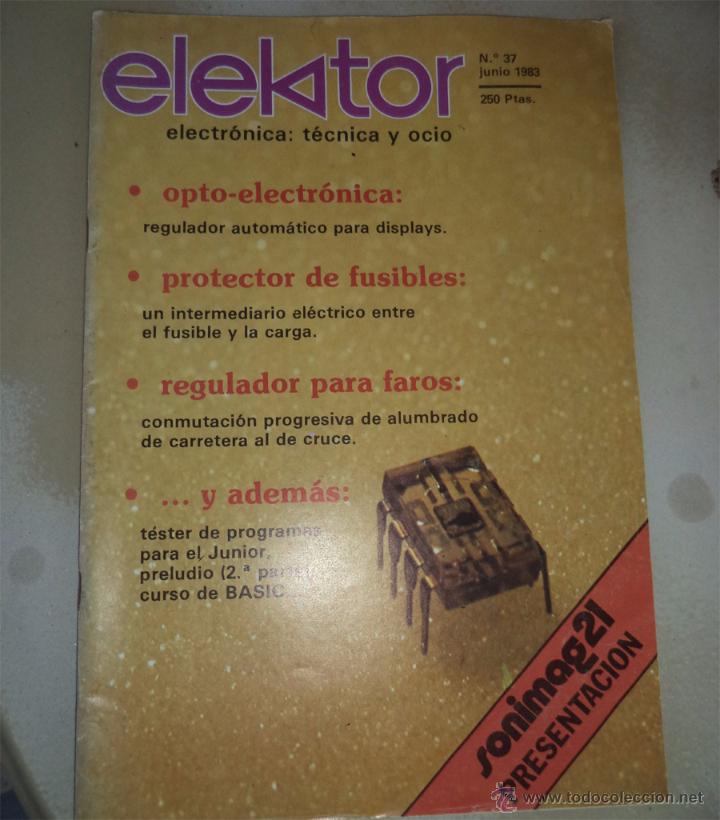 elektor
N.º 37
junio 1983
250 Ptas.
electrónica: técnica y ocio
• opto-electrónica:
regulador automático para displays.
• protector de fusibles:
un intermediario eléctrico entre
el fusible y la carga.
• regulador para faros:
conmutación progresiva de alumbrado
de carretera al de cruce.
• ... y además:
téster de programas
para el Junior,
preludio (2.ª parte),
curso de BASIC
sonimag21
PRESENTACION
© www.todocoleccion.net